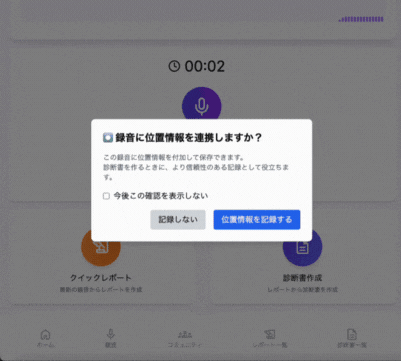 00:02
録音に位置情報を連携しますか？
この録音に位置情報を付加して保存できます。
診断書を作るときに、より信頼性のある記録として役立ちま
す。
今後この確認を表示しない
記録しない
位置情報を記録する
クイックレポート
診断書作成
レポートから診断書を作成
ホーム
コミュニティ
レポート一覧
診断書一覧